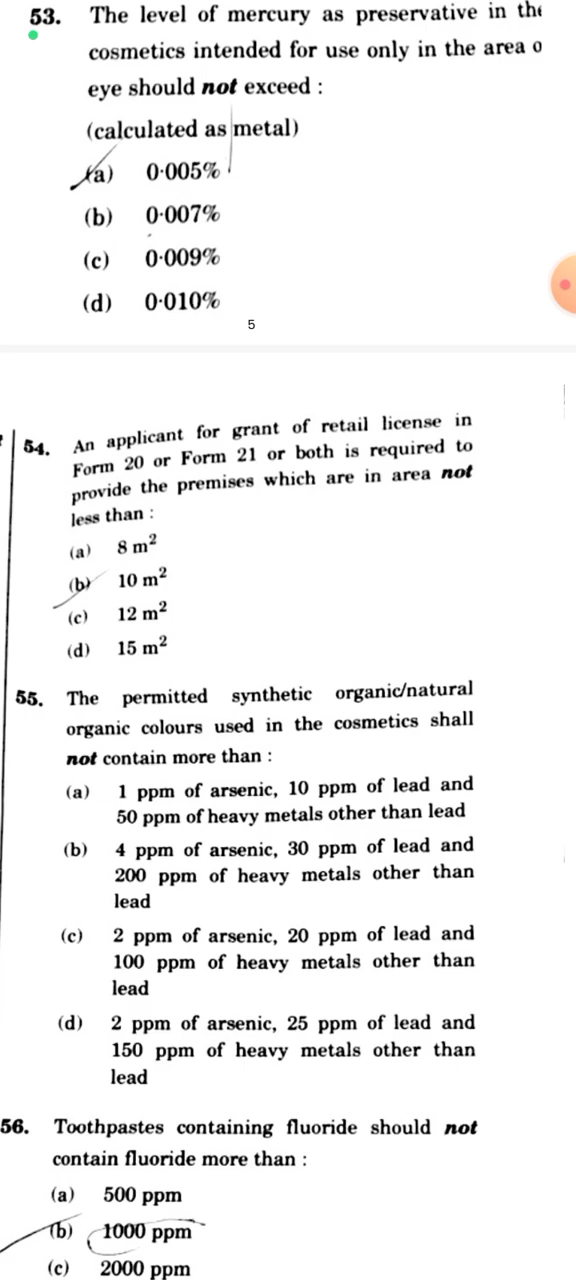 53. The level of mercury as preservative in the
cosmetics intended for use only in the area o
eye should not exceed :
(calculated as metal)
(a) 0·005%
(b) 0·007%
(c) 0·009%
(d) 0·010%
5
54. An applicant for grant of retail license in
Form 20 or Form 21 or both is required to
provide the premises which are in area not
less than :
(a) 8 m²
(b) 10 m²
(c) 12 m²
(d) 15 m²
55. The permitted synthetic organic/natural
organic colours used in the cosmetics shall
not contain more than :
(a) 1 ppm of arsenic, 10 ppm of lead and
50 ppm of heavy metals other than lead
(b) 4 ppm of arsenic, 30 ppm of lead and
200 ppm of heavy metals other than
lead
(c) 2 ppm of arsenic, 20 ppm of lead and
100 ppm of heavy metals other than
lead
(d) 2 ppm of arsenic, 25 ppm of lead and
150 ppm of heavy metals other than
lead
56. Toothpastes containing fluoride should not
contain fluoride more than :
(a) 500 ppm
(b) 1000 ppm
(c) 2000 ppm